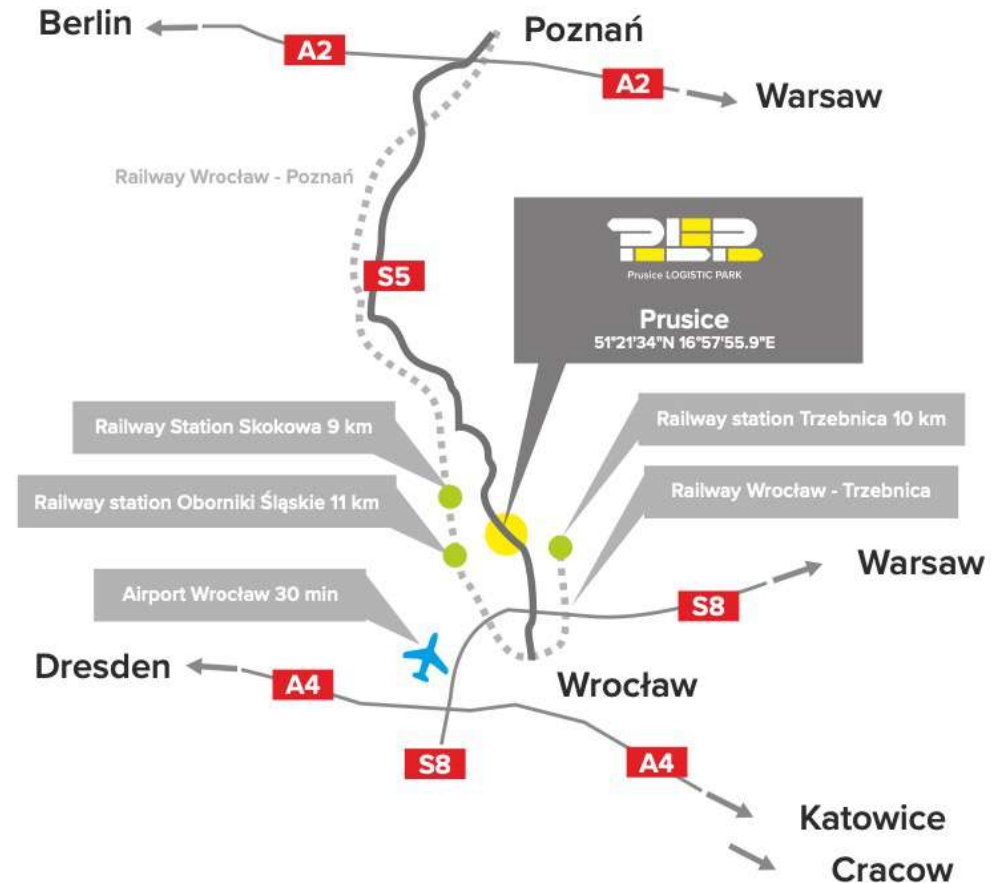 Berlin
Poznań
A2
A2
Warsaw
Railway Wrocław - Poznań
S5
Prusice LOGISTIC PARK
Prusice
51°21'34"N 16°57'55.9"E
Railway Station Skokowa 9 km
Railway station Trzebnica 10 km
Railway station Oborniki Śląskie 11 km
Railway Wrocław - Trzebnica
Warsaw
Airport Wrocław 30 min
S8
Dresden
A4
Wrocław
S8
A4
Katowice
Cracow